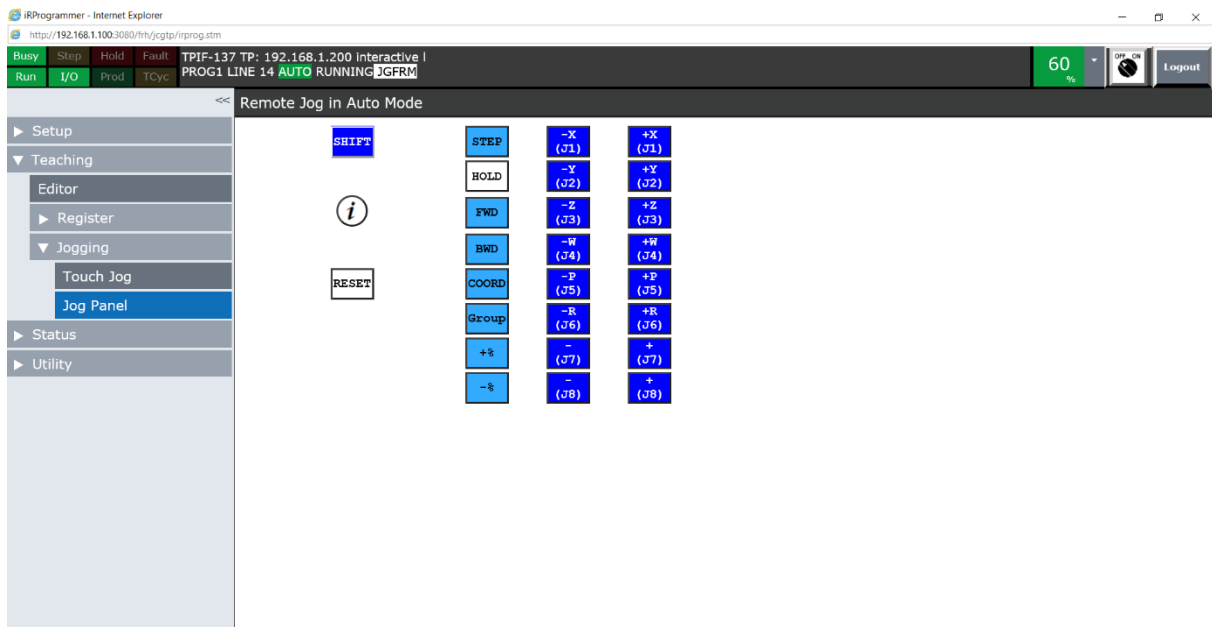 iRProgrammer - Internet Explorer
http://192.168.1.100:3080/frh/jcgtp/irprog.stm
Busy Step Hold Fault TPIF-137 TP: 192.168.1.200 Interactive l
Run I/O Prod TCyc PROG1 LINE 14 AUTO RUNNING JGFRM
60
%
OFF ON
Logout
<<
Remote Jog in Auto Mode
Setup
Teaching
Editor
Register
Jogging
Touch Jog
Jog Panel
Status
Utility
SHIFT
i
RESET
STEP
HOLD
FWD
BWD
COORD
Group
+%
-%
-X
(J1)
-Y
(J2)
-Z
(J3)
-W
(J4)
-P
(J5)
-R
(J6)
-
(J7)
-
(J8)
+X
(J1)
+Y
(J2)
+Z
(J3)
+W
(J4)
+P
(J5)
+R
(J6)
+
(J7)
+
(J8)